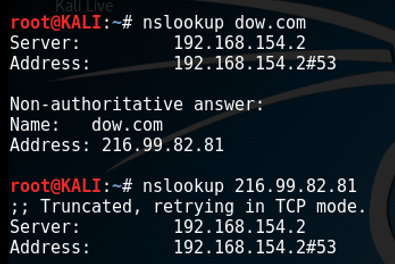 Kali Live
root@KALI:~# nslookup dow.com
Server:         192.168.154.2
Address:        192.168.154.2#53

Non-authoritative answer:
Name:   dow.com
Address: 216.99.82.81

root@KALI:~# nslookup 216.99.82.81
;; Truncated, retrying in TCP mode.
Server:         192.168.154.2
Address:        192.168.154.2#53